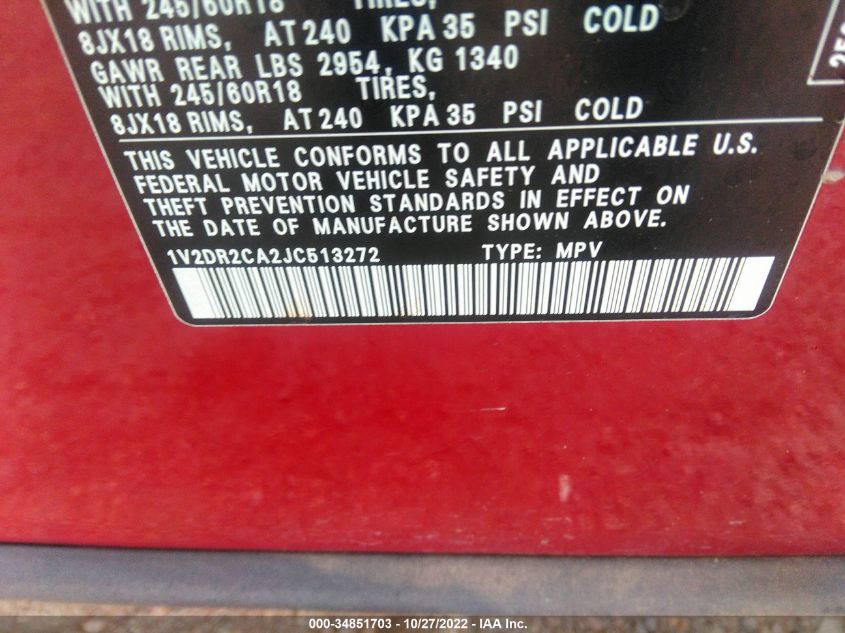 WITH 245/60R18 TIRES,
8JX18 RIMS, AT 240 KPA 35 PSI COLD
GAWR REAR LBS 2954, KG 1340
WITH 245/60R18 TIRES,
8JX18 RIMS, AT 240 KPA 35 PSI COLD
THIS VEHICLE CONFORMS TO ALL APPLICABLE U.S.
FEDERAL MOTOR VEHICLE SAFETY AND
THEFT PREVENTION STANDARDS IN EFFECT ON
THE DATE OF MANUFACTURE SHOWN ABOVE.
1V2DR2CA2JC513272 TYPE: MPV
000-34851703 - 10/27/2022 - IAA Inc.